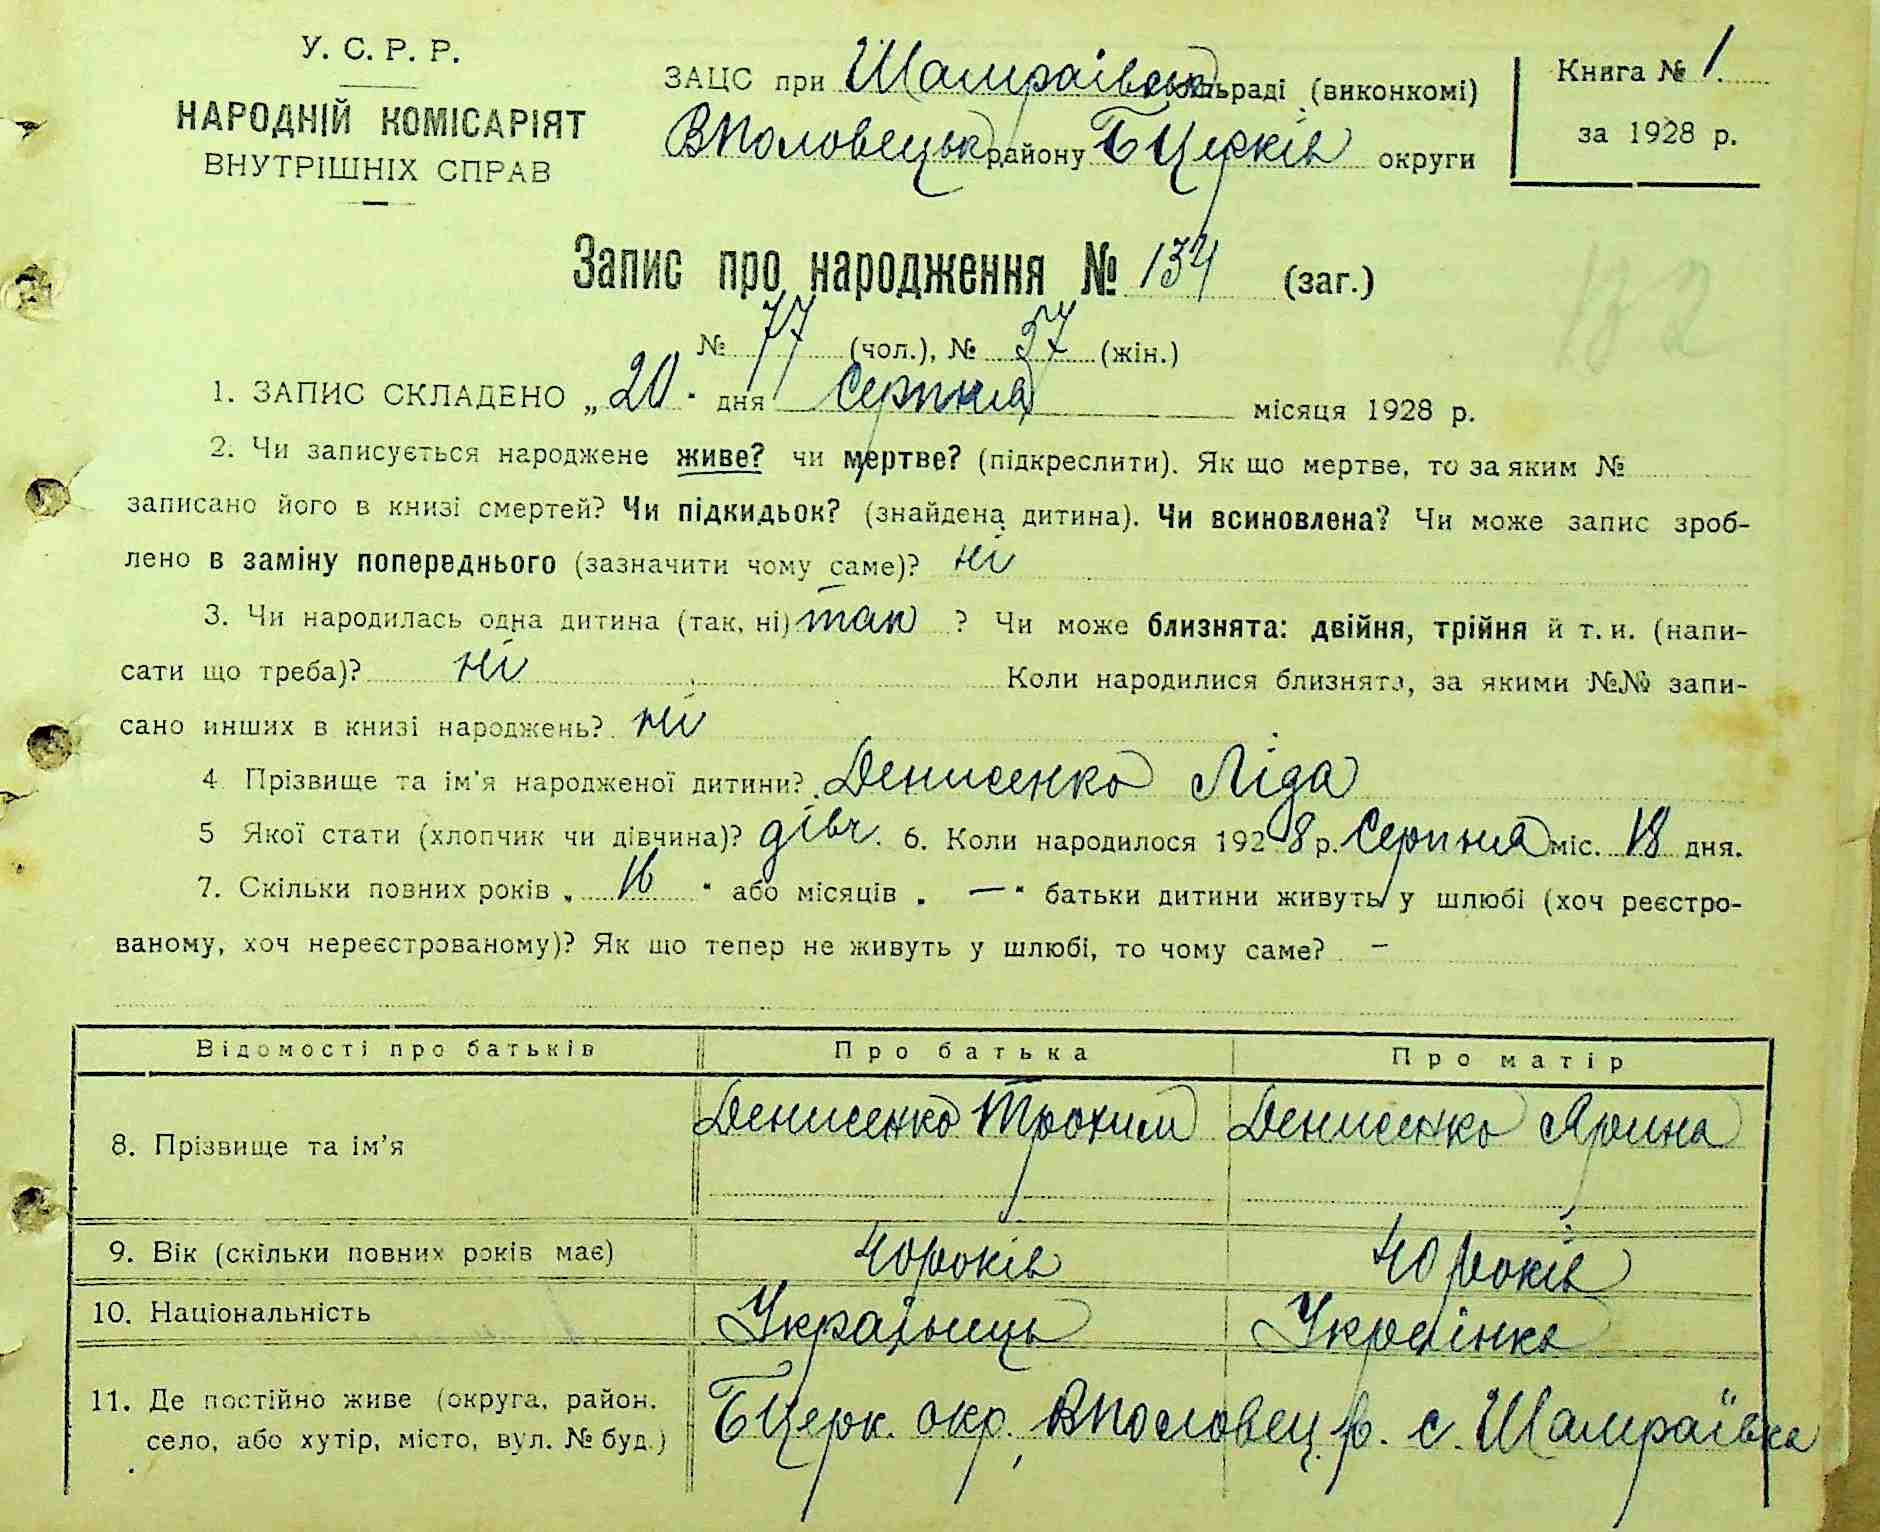 У. С. Р. Р.
НАРОДНІЙ КОМІСАРІЯТ
ВНУТРІШНІХ СПРАВ
ЗАЦС при Шамраївськ сільраді (виконкомі)
ВПоловецьк району БЦерків округи
Книга № 1
за 1928 р.
Запис про народження № 134 (заг.)
№ 77 (чол.), № 57 (жін.)
1. ЗАПИС СКЛАДЕНО „20" дня Серпня місяця 1928 р.
2. Чи записується народжене живе? чи мертве? (підкреслити). Як що мертве, то за яким №
записано його в книзі смертей? Чи підкидьок? (знайдена дитина). Чи всиновлена? Чи може запис зроб-
лено в заміну попереднього (зазначити чому саме)? ні
3. Чи народилась одна дитина (так, ні) так ? Чи може близнята: двійня, трійня й т. и. (напи-
сати що треба)? ні Коли народилися близнята, за якими №№ запи-
сано инших в книзі народжень? ні
4 Прізвище та ім'я народженої дитини? Денисенко Ліда
5 Якої стати (хлопчик чи дівчина)? дівч. 6. Коли народилося 1928 р. Серпня міс. 18 дня.
7. Скільки повних років „ 16 " або місяців „ — " батьки дитини живуть у шлюбі (хоч реєстро-
ваному, хоч нереєстрованому)? Як що тепер не живуть у шлюбі, то чому саме? –
Відомості про батьків Про батька Про матір
8. Прізвище та ім'я Денисенко Трохим Денисенко Ярина
9. Вік (скільки повних років має) 40 років 40 років
10. Національність Українець Українка
11. Де постійно живе (округа, район, село, або хутір, місто, вул. № буд.) БЦерк. окр. ВПоловец. р. с. Шамраївка